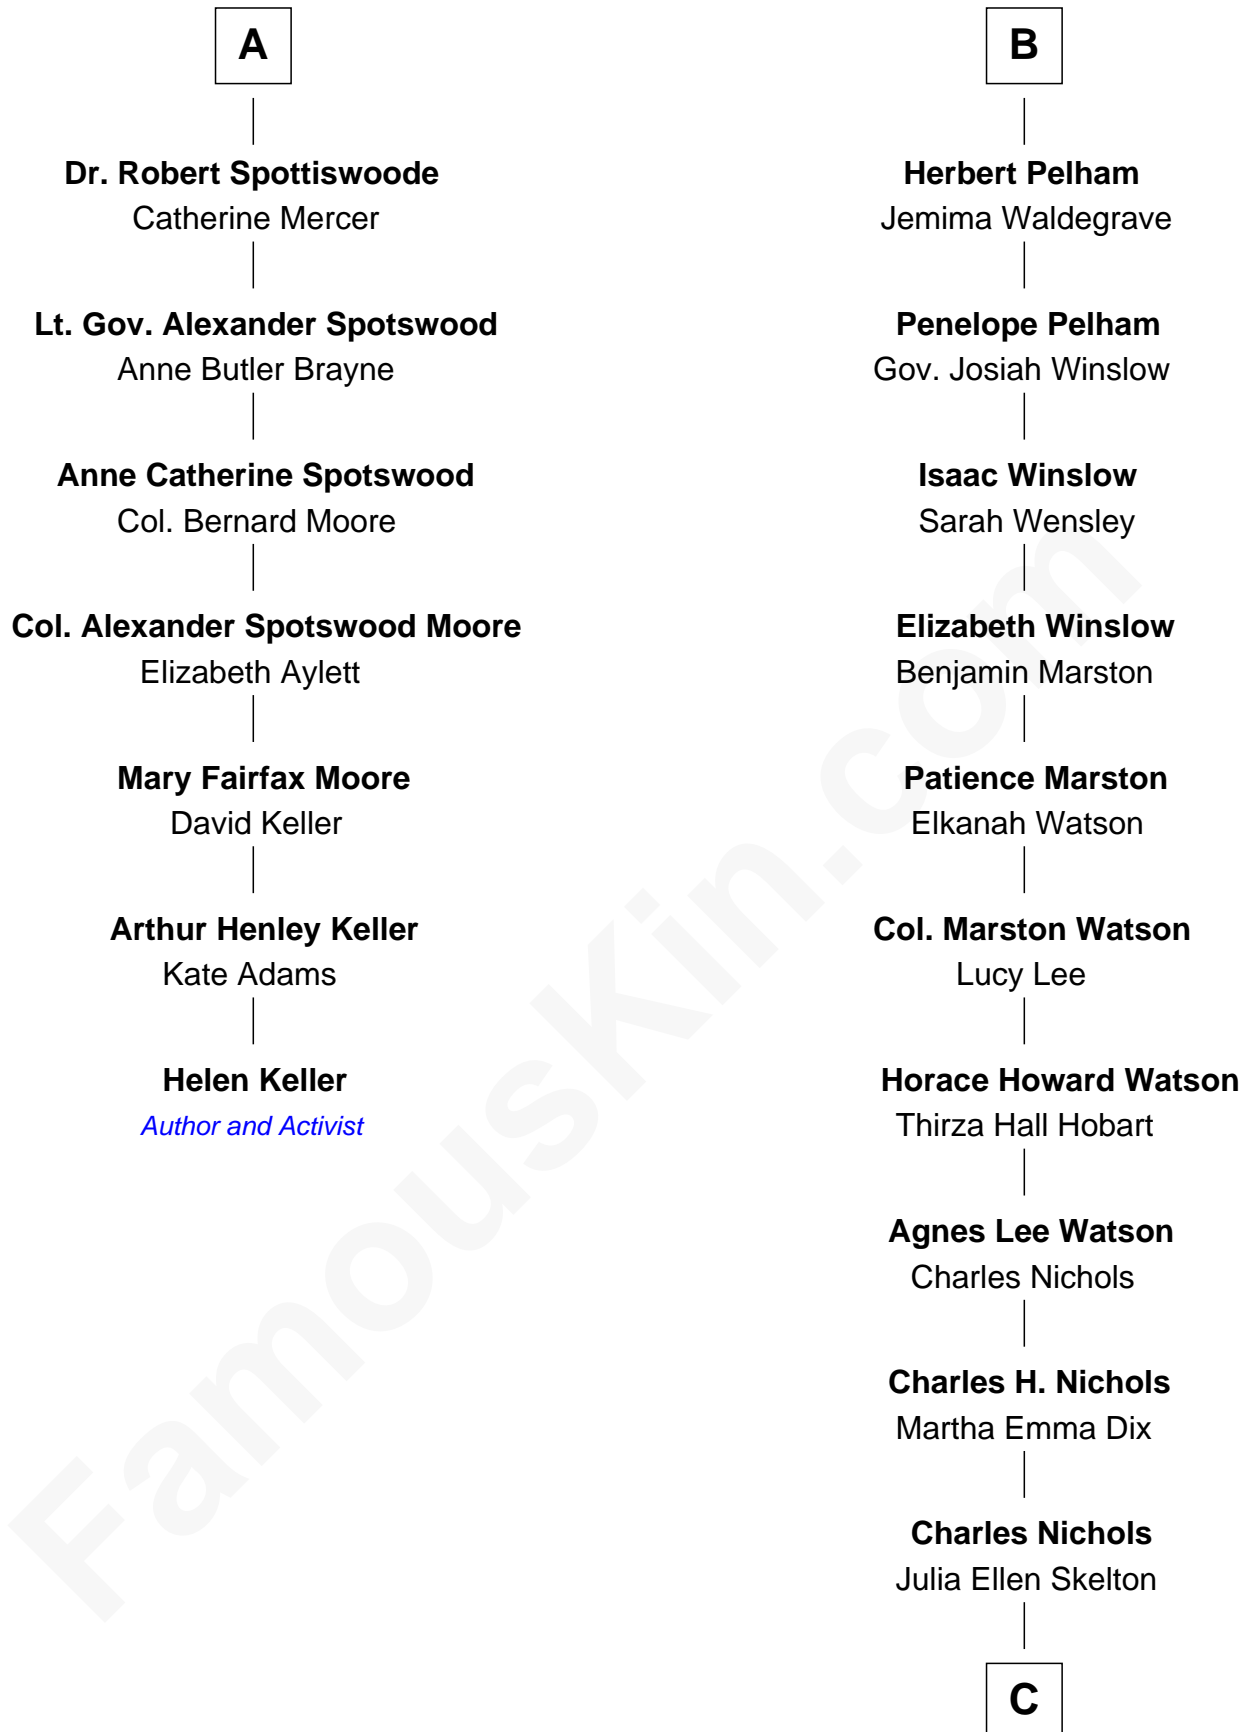 A
Dr. Robert Spottiswoode
Catherine Mercer
Lt. Gov. Alexander Spotswood
Anne Butler Brayne
Anne Catherine Spotswood
Col. Bernard Moore
Col. Alexander Spotswood Moore
Elizabeth Aylett
Mary Fairfax Moore
David Keller
Arthur Henley Keller
Kate Adams
Helen Keller
Author and Activist
B
Herbert Pelham
Jemima Waldegrave
Penelope Pelham
Gov. Josiah Winslow
Isaac Winslow
Sarah Wensley
Elizabeth Winslow
Benjamin Marston
Patience Marston
Elkanah Watson
Col. Marston Watson
Lucy Lee
Horace Howard Watson
Thirza Hall Hobart
Agnes Lee Watson
Charles Nichols
Charles H. Nichols
Martha Emma Dix
Charles Nichols
Julia Ellen Skelton
C
FamousKin.com